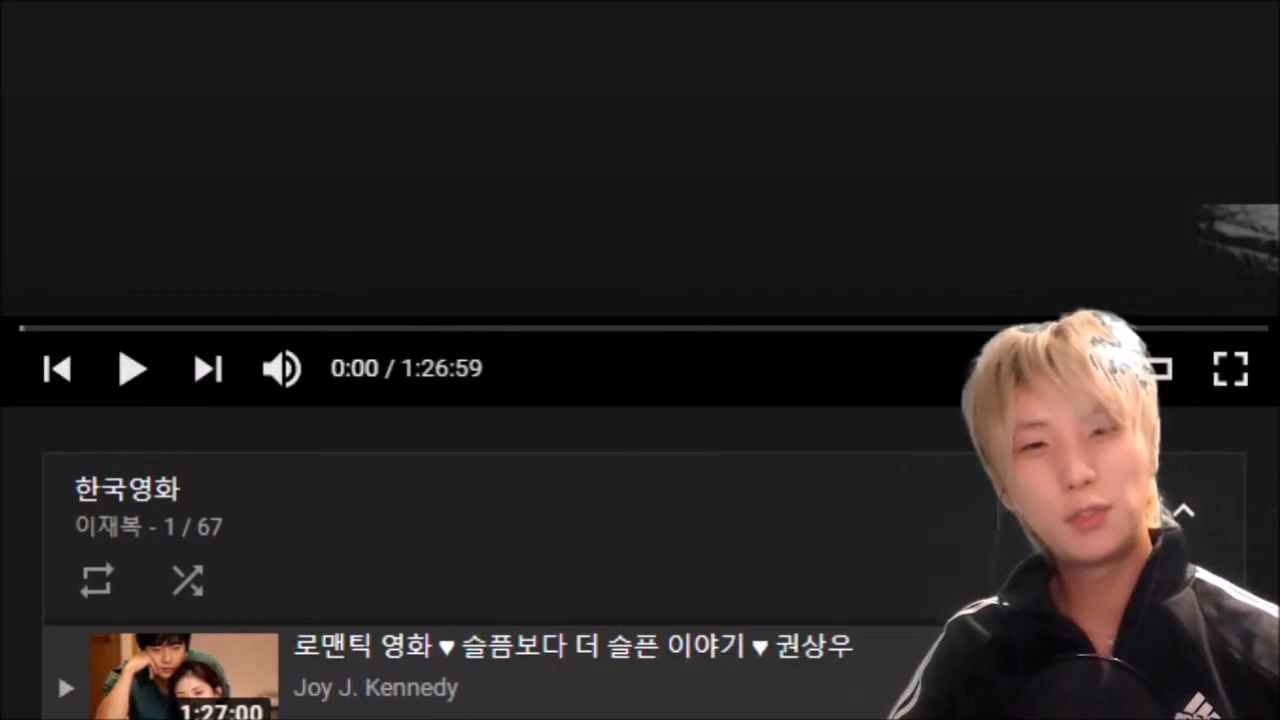 0:00 / 1:26:59
한국영화
이재복 - 1 / 67
로맨틱 영화 ♥ 슬픔보다 더 슬픈 이야기 ♥ 권상우
Joy J. Kennedy
1:27:00